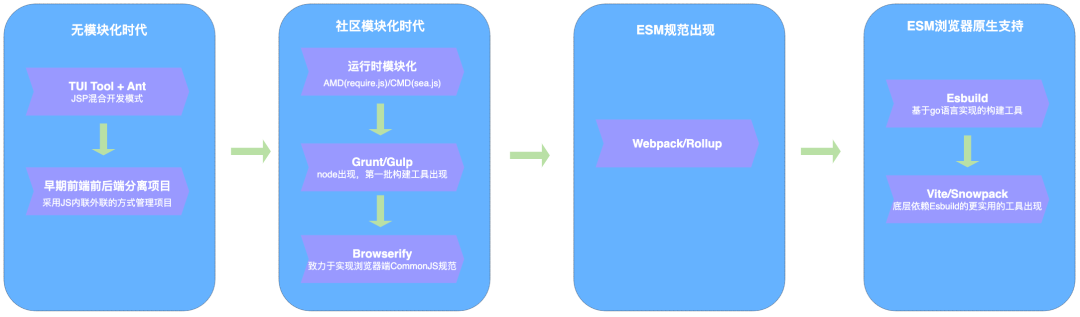 无模块化时代
TUI Tool + Ant
JSP混合开发模式
早期前端前后端分离项目
采用JS内联外联的方式管理项目
社区模块化时代
运行时模块化
AMD(require.js)/CMD(sea.js)
Grunt/Gulp
node出现，第一批构建工具出现
Browserify
致力于实现浏览器端CommonJS规范
ESM规范出现
Webpack/Rollup
ESM浏览器原生支持
Esbuild
基于go语言实现的构建工具
Vite/Snowpack
底层依赖Esbuild的更实用的工具出现